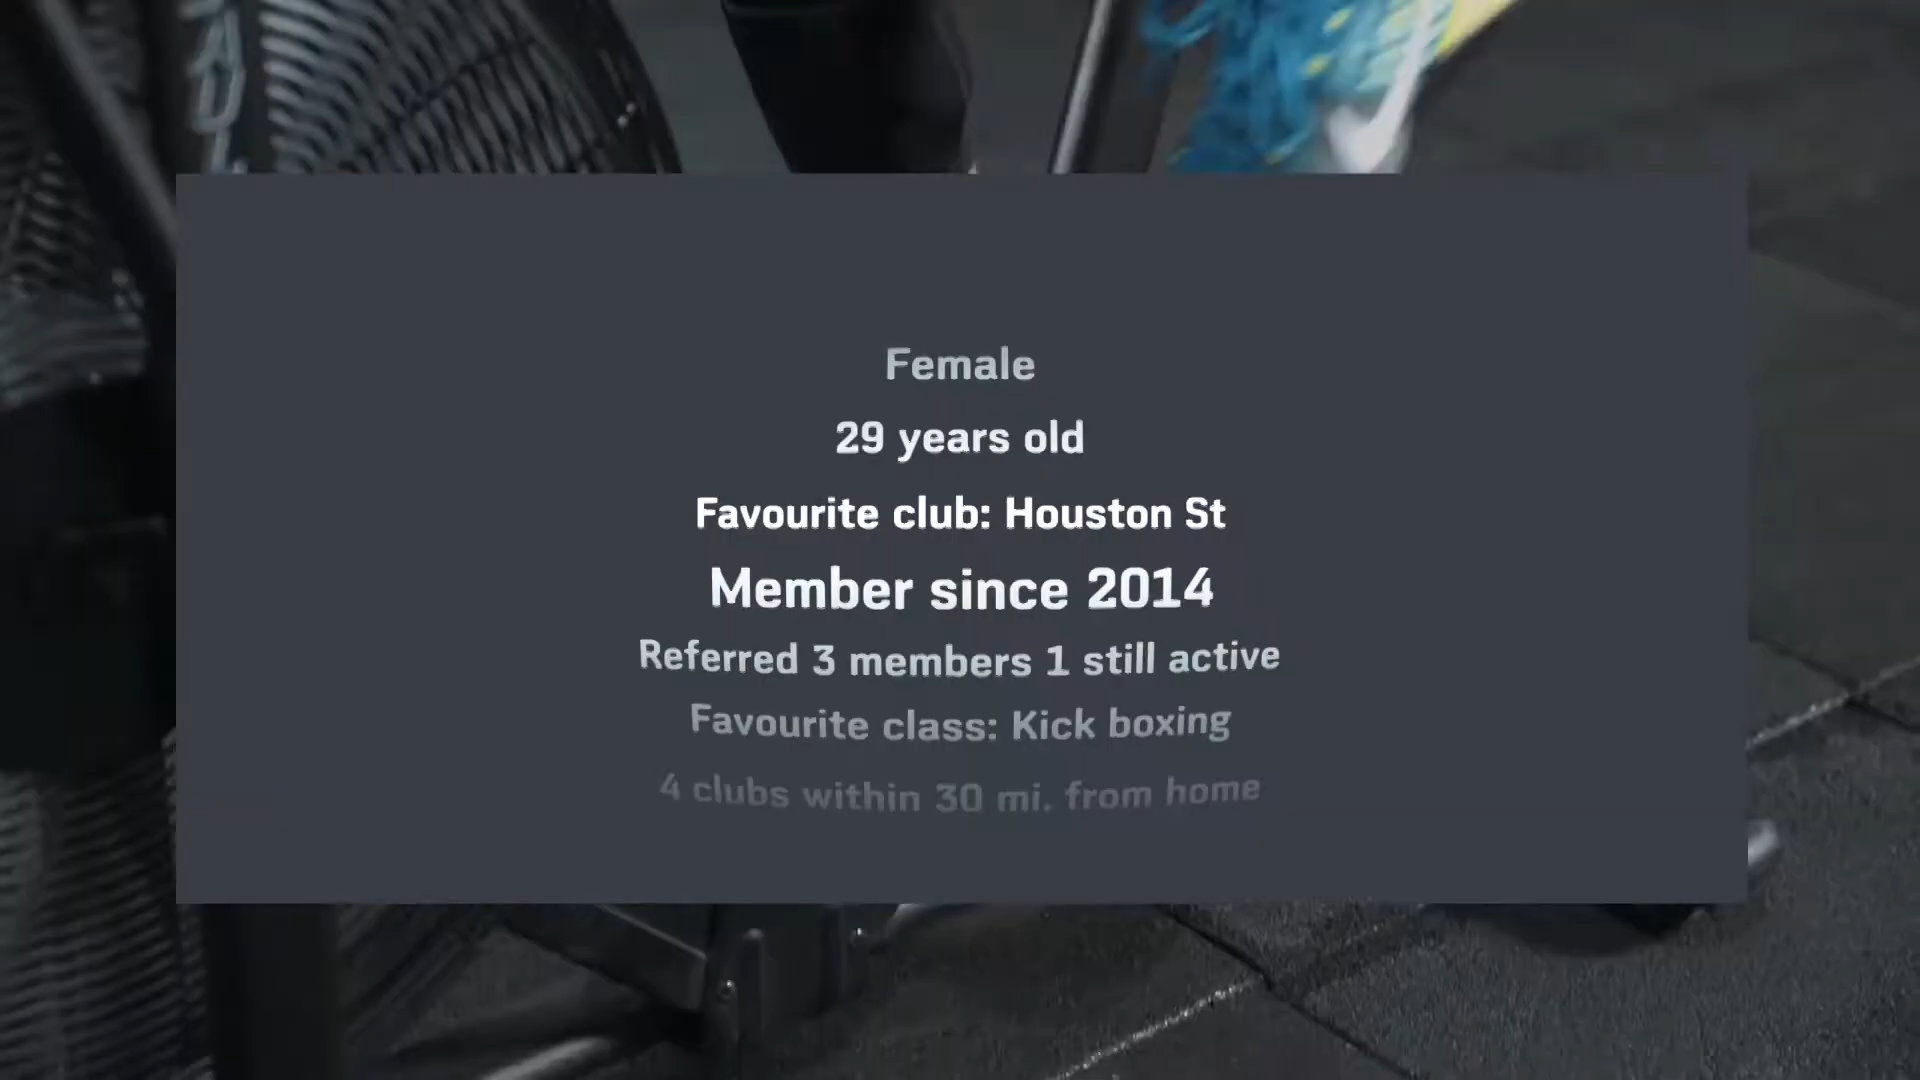 Female
29 years old
Favourite club: Houston St
Member since 2014
Referred 3 members 1 still active
Favourite class: Kick boxing
4 clubs within 30 mi. from home